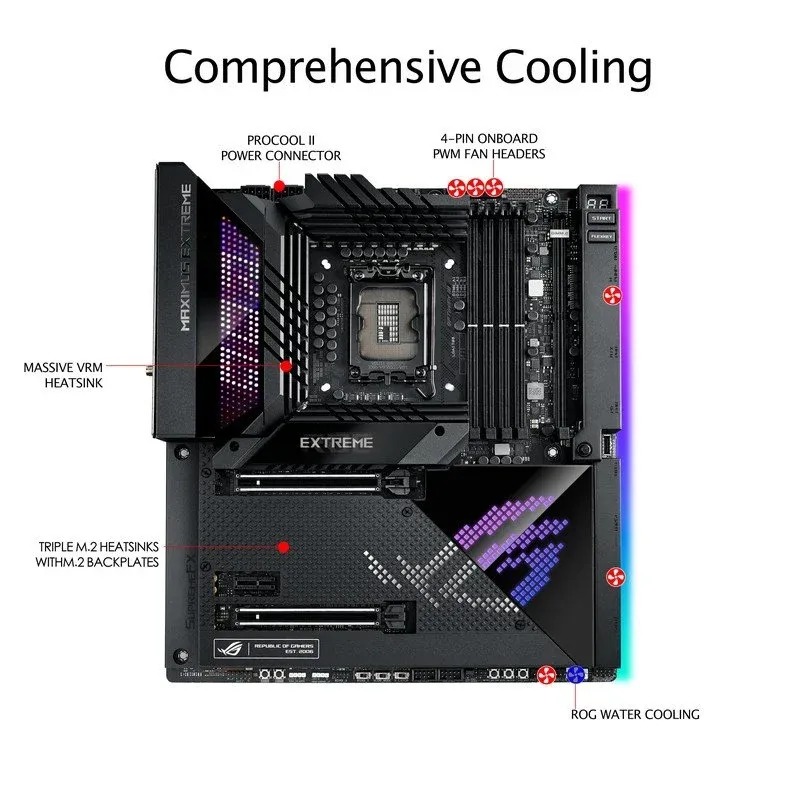 Comprehensive Cooling
PROCOOL II
POWER CONNECTOR
4-PIN ONBOARD
PWM FAN HEADERS
MAXIMUS EXTREME
START
MASSIVE VRM
HEATSINK
EXTREME
TRIPLE M.2 HEATSINKS
WITHM.2 BACKPLATES
SUPREMEFX
REPUBLIC OF GAMERS
EST. 2006
ROG WATER COOLING